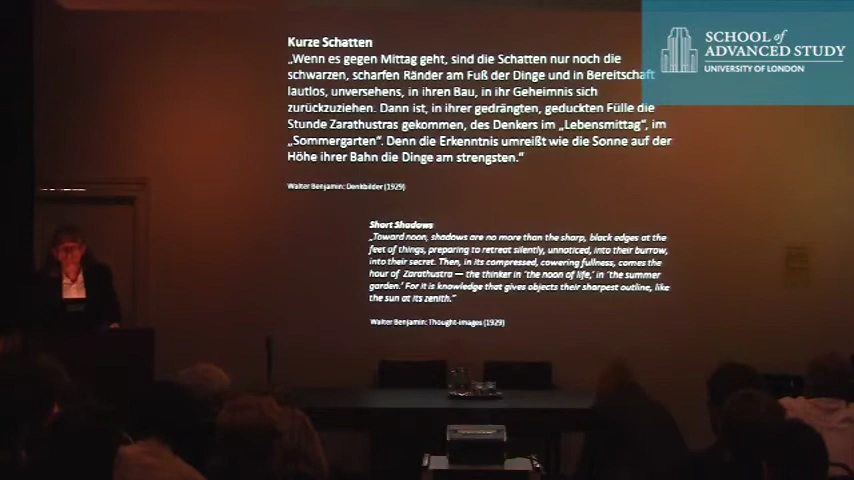 Kurze Schatten
„Wenn es gegen Mittag geht, sind die Schatten nur noch die
schwarzen, scharfen Ränder am Fuß der Dinge und in Bereitschaft
lautlos, unversehens, in ihren Bau, in ihr Geheimnis sich
zurückzuziehen. Dann ist, in ihrer gedrängten, geduckten Fülle die
Stunde Zarathustras gekommen, des Denkers im „Lebensmittag“, im
„Sommergarten“. Denn die Erkenntnis umreißt wie die Sonne auf der
Höhe ihrer Bahn die Dinge am strengsten.“
Walter Benjamin: Denkbilder (1929)
Short Shadows
„Toward noon, shadows are no more than the sharp, black edges at the
feet of things, preparing to retreat silently, unnoticed, into their burrow,
into their secret. Then, in its compressed, cowering fullness, comes the
hour of Zarathustra — the thinker in ‘the noon of life,’ in ‘the summer
garden.’ For it is knowledge that gives objects their sharpest outline, like
the sun at its zenith.“
Walter Benjamin: Thought-images (1929)
SCHOOL of
ADVANCED STUDY
UNIVERSITY OF LONDON